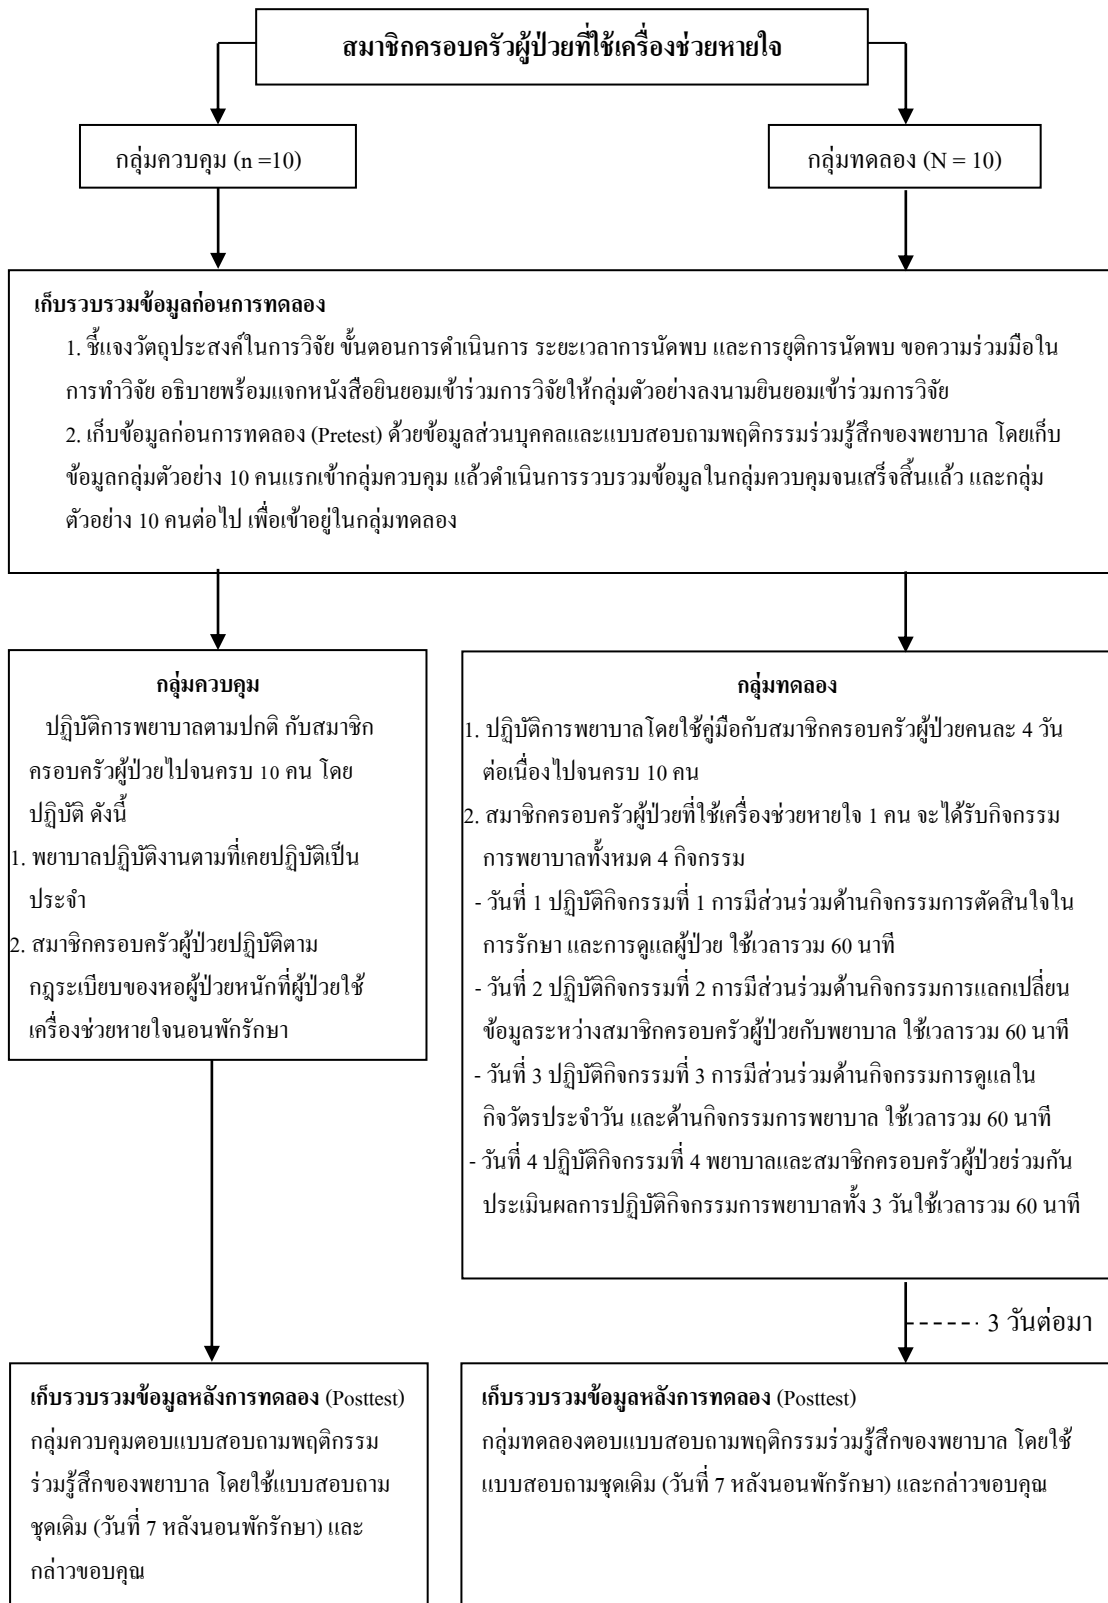 สมาชิกครอบครัวผู้ป่วยที่ใช้เครื่องช่วยหายใจ
กลุ่มควบคุม (n =10)
กลุ่มทดลอง (N = 10)
เก็บรวบรวมข้อมูลก่อนการทดลอง
1. ชี้แจงวัตถุประสงค์ในการวิจัย ขั้นตอนการดำเนินการ ระยะเวลาการนัดพบ และการยุติการนัดพบ ขอความร่วมมือใน
การทำวิจัย อธิบายพร้อมแจกหนังสือยินยอมเข้าร่วมการวิจัยให้กลุ่มตัวอย่างลงนามยินยอมเข้าร่วมการวิจัย
2. เก็บข้อมูลก่อนการทดลอง (Pretest) ด้วยข้อมูลส่วนบุคคลและแบบสอบถามพฤติกรรมร่วมรู้สึกของพยาบาล โดยเก็บ
ข้อมูลกลุ่มตัวอย่าง 10 คนแรกเข้ากลุ่มควบคุม แล้วดำเนินการรวบรวมข้อมูลในกลุ่มควบคุมจนเสร็จสิ้นแล้ว และกลุ่ม
ตัวอย่าง 10 คนต่อไป เพื่อเข้าอยู่ในกลุ่มทดลอง
กลุ่มควบคุม
ปฏิบัติการพยาบาลตามปกติ กับสมาชิก
ครอบครัวผู้ป่วยไปจนครบ 10 คน โดย
ปฏิบัติ ดังนี้
1. พยาบาลปฏิบัติงานตามที่เคยปฏิบัติเป็น
ประจำ
2. สมาชิกครอบครัวผู้ป่วยปฏิบัติตาม
กฎระเบียบของหอผู้ป่วยหนักที่ผู้ป่วยใช้
เครื่องช่วยหายใจนอนพักรักษา
กลุ่มทดลอง
1. ปฏิบัติการพยาบาลโดยใช้คู่มือกับสมาชิกครอบครัวผู้ป่วยคนละ 4 วัน
ต่อเนื่องไปจนครบ 10 คน
2. สมาชิกครอบครัวผู้ป่วยที่ใช้เครื่องช่วยหายใจ 1 คน จะได้รับกิจกรรม
การพยาบาลทั้งหมด 4 กิจกรรม
- วันที่ 1 ปฏิบัติกิจกรรมที่ 1 การมีส่วนร่วมด้านกิจกรรมการตัดสินใจใน
การรักษา และการดูแลผู้ป่วย ใช้เวลารวม 60 นาที
- วันที่ 2 ปฏิบัติกิจกรรมที่ 2 การมีส่วนร่วมด้านกิจกรรมการแลกเปลี่ยน
ข้อมูลระหว่างสมาชิกครอบครัวผู้ป่วยกับพยาบาล ใช้เวลารวม 60 นาที
- วันที่ 3 ปฏิบัติกิจกรรมที่ 3 การมีส่วนร่วมด้านกิจกรรมการดูแลใน
กิจวัตรประจำวัน และด้านกิจกรรมการพยาบาล ใช้เวลารวม 60 นาที
- วันที่ 4 ปฏิบัติกิจกรรมที่ 4 พยาบาลและสมาชิกครอบครัวผู้ป่วยร่วมกัน
ประเมินผลการปฏิบัติกิจกรรมการพยาบาลทั้ง 3 วันใช้เวลารวม 60 นาที
3 วันต่อมา
เก็บรวบรวมข้อมูลหลังการทดลอง (Posttest)
กลุ่มควบคุมตอบแบบสอบถามพฤติกรรม
ร่วมรู้สึกของพยาบาล โดยใช้แบบสอบถาม
ชุดเดิม (วันที่ 7 หลังนอนพักรักษา) และ
กล่าวขอบคุณ
เก็บรวบรวมข้อมูลหลังการทดลอง (Posttest)
กลุ่มทดลองตอบแบบสอบถามพฤติกรรมร่วมรู้สึกของพยาบาล โดยใช้
แบบสอบถามชุดเดิม (วันที่ 7 หลังนอนพักรักษา) และกล่าวขอบคุณ